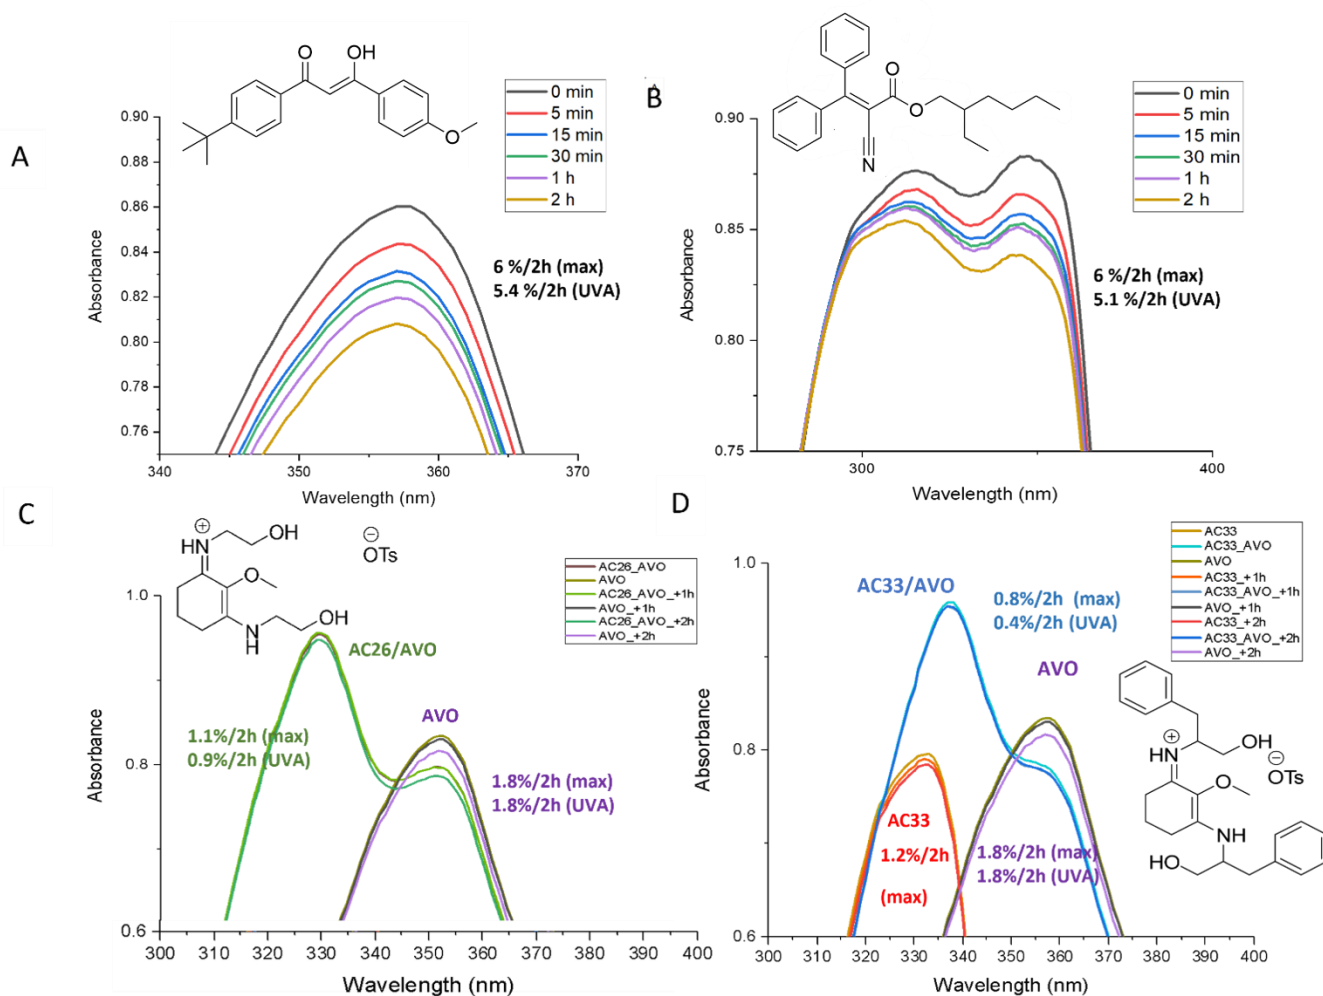 A
O
OH
O
0 min
5 min
15 min
30 min
1 h
2 h
0.90
0.88
0.86
0.84
0.82
0.80
0.78
0.76
Absorbance
6 %/2h (max)
5.4 %/2h (UVA)
340
350
360
370
Wavelength (nm)
B
O
O
N
0 min
5 min
15 min
30 min
1 h
2 h
0.90
0.85
0.80
0.75
Absorbance
6 %/2h (max)
5.1 %/2h (UVA)
300
400
Wavelength (nm)
C
⊕
HN
OH
⊖
OTs
O
NH
OH
AC26_AVO
AVO
AC26_AVO_+1h
AVO_+1h
AC26_AVO_+2h
AVO_+2h
1.0
0.8
0.6
Absorbance
AC26/AVO
1.1%/2h (max)
0.9%/2h (UVA)
AVO
1.8%/2h (max)
1.8%/2h (UVA)
300
310
320
330
340
350
360
370
380
390
400
Wavelength (nm)
D
AC33
AC33_AVO
AVO
AC33_+1h
AC33_AVO_+1h
AVO_+1h
AC33_+2h
AC33_AVO_+2h
AVO_+2h
1.0
0.8
0.6
Absorbance
AC33/AVO
0.8%/2h (max)
0.4%/2h (UVA)
AVO
AC33
1.2%/2h
(max)
1.8%/2h (max)
1.8%/2h (UVA)
⊕
HN
OH
⊖
OTs
O
NH
HO
300
310
320
330
340
350
360
370
380
390
400
Wavelength (nm)